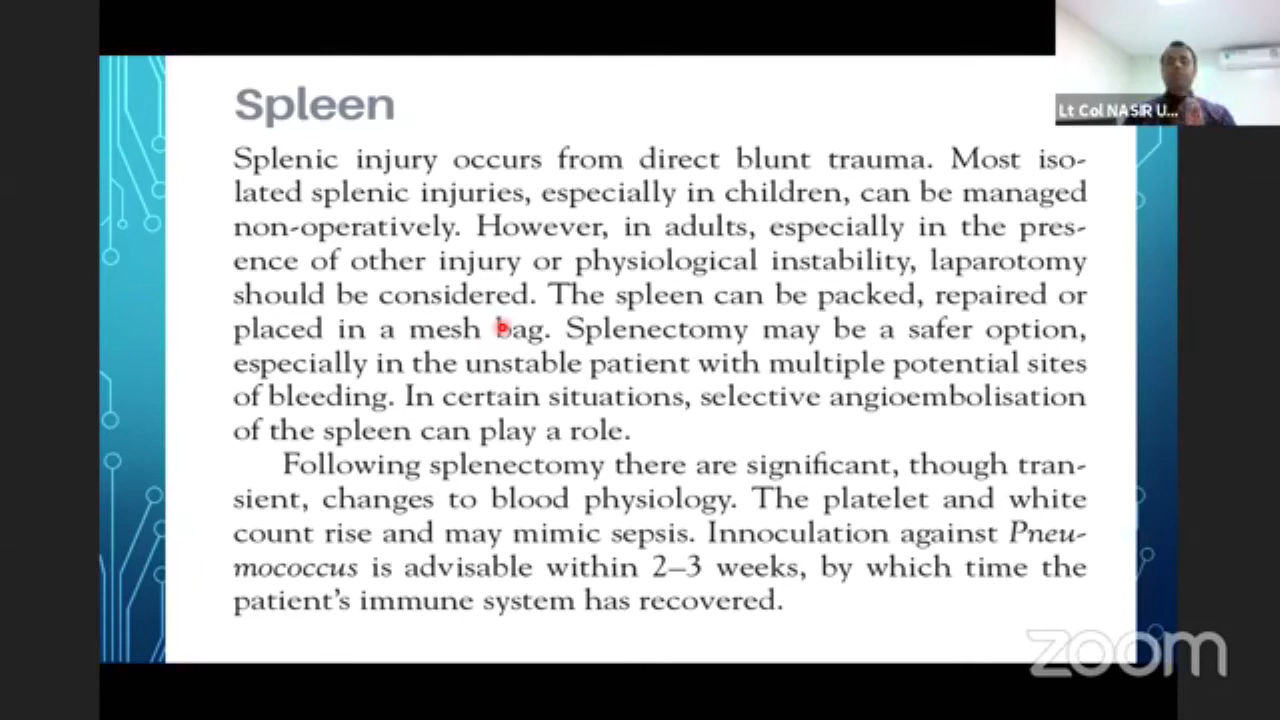 Spleen
Lt Col NASIR U...
Splenic injury occurs from direct blunt trauma. Most iso-
lated splenic injuries, especially in children, can be managed
non-operatively. However, in adults, especially in the pres-
ence of other injury or physiological instability, laparotomy
should be considered. The spleen can be packed, repaired or
placed in a mesh bag. Splenectomy may be a safer option,
especially in the unstable patient with multiple potential sites
of bleeding. In certain situations, selective angioembolisation
of the spleen can play a role.
Following splenectomy there are significant, though tran-
sient, changes to blood physiology. The platelet and white
count rise and may mimic sepsis. Innoculation against Pneu-
mococcus is advisable within 2–3 weeks, by which time the
patient’s immune system has recovered.
zoom